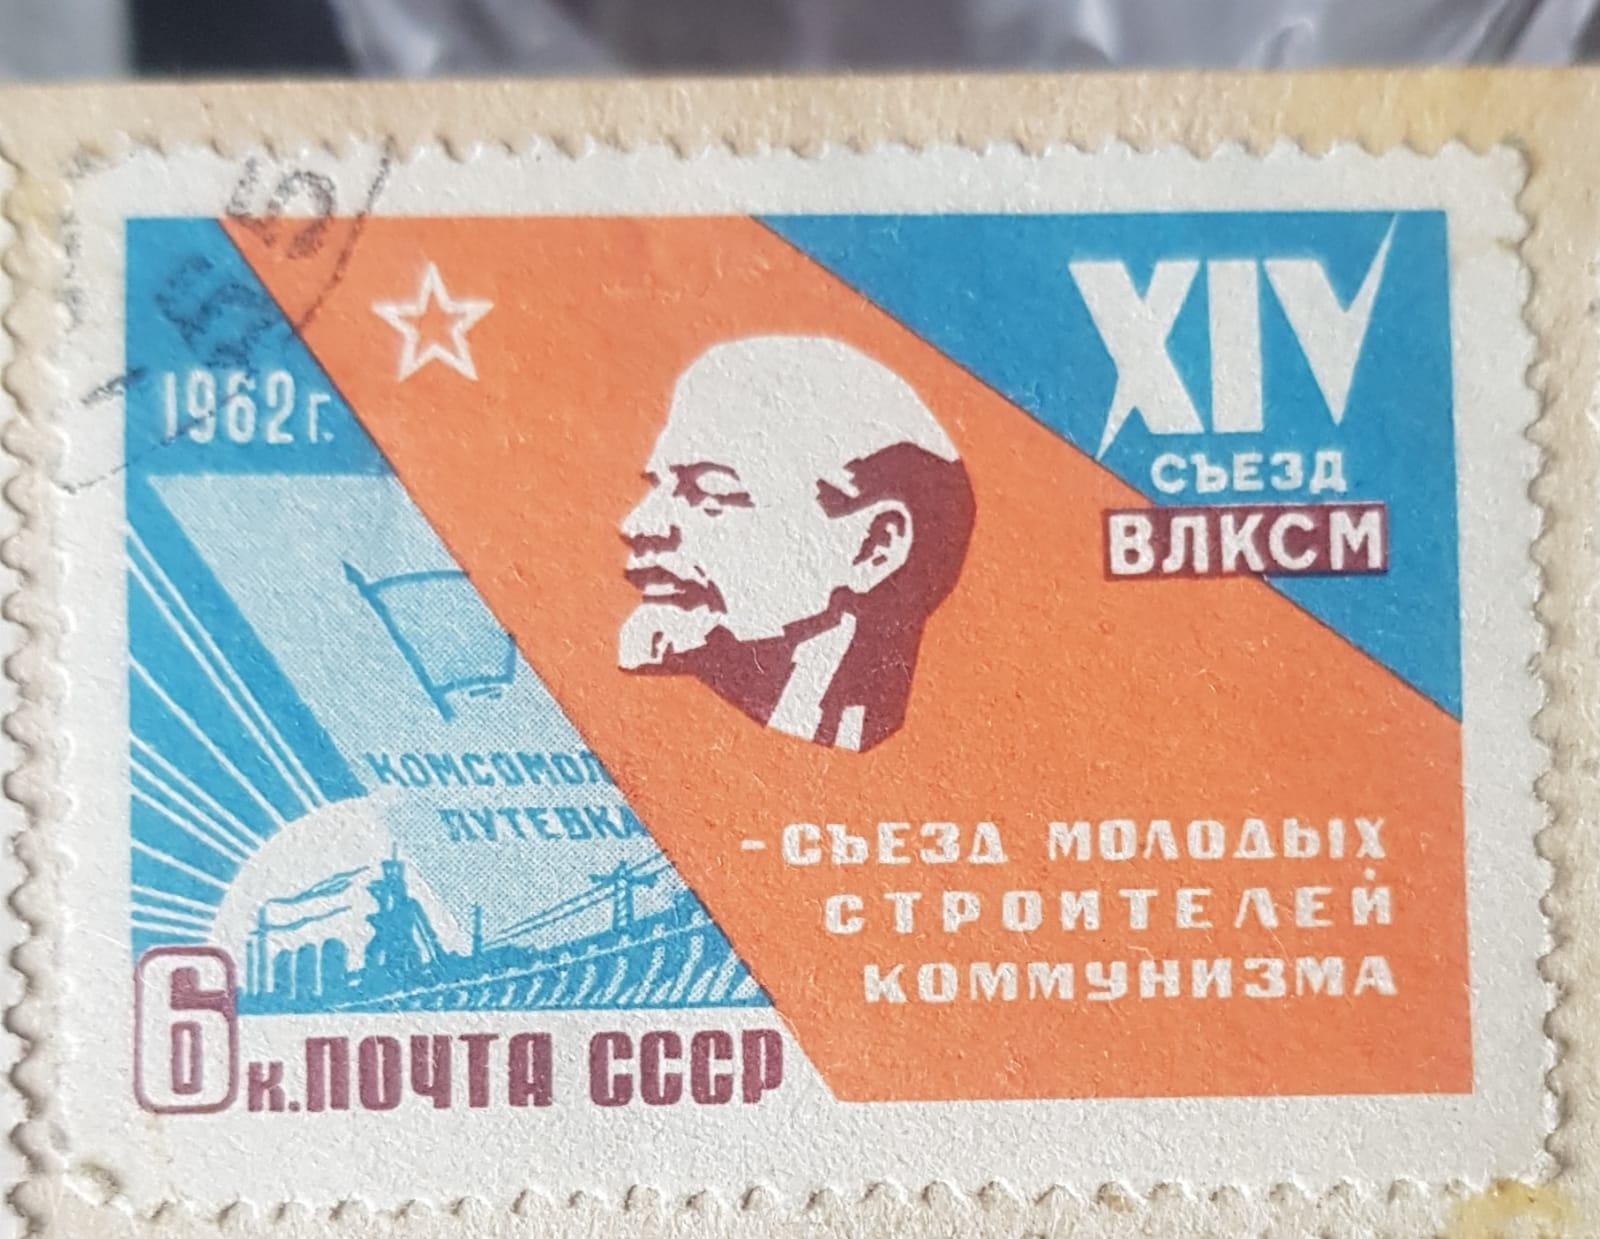 1962 г.
XIV
СЪЕЗД
ВЛКСМ
КОМСОМОЛ
ПУТЕВКА
- СЪЕЗД МОЛОДЫХ
СТРОИТЕЛЕЙ
КОММУНИЗМА
6 к. ПОЧТА СССР